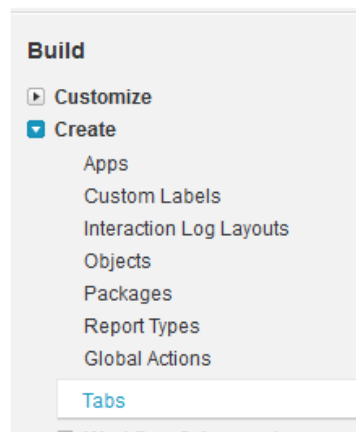 Build
Customize
Create
Apps
Custom Labels
Interaction Log Layouts
Objects
Packages
Report Types
Global Actions
Tabs